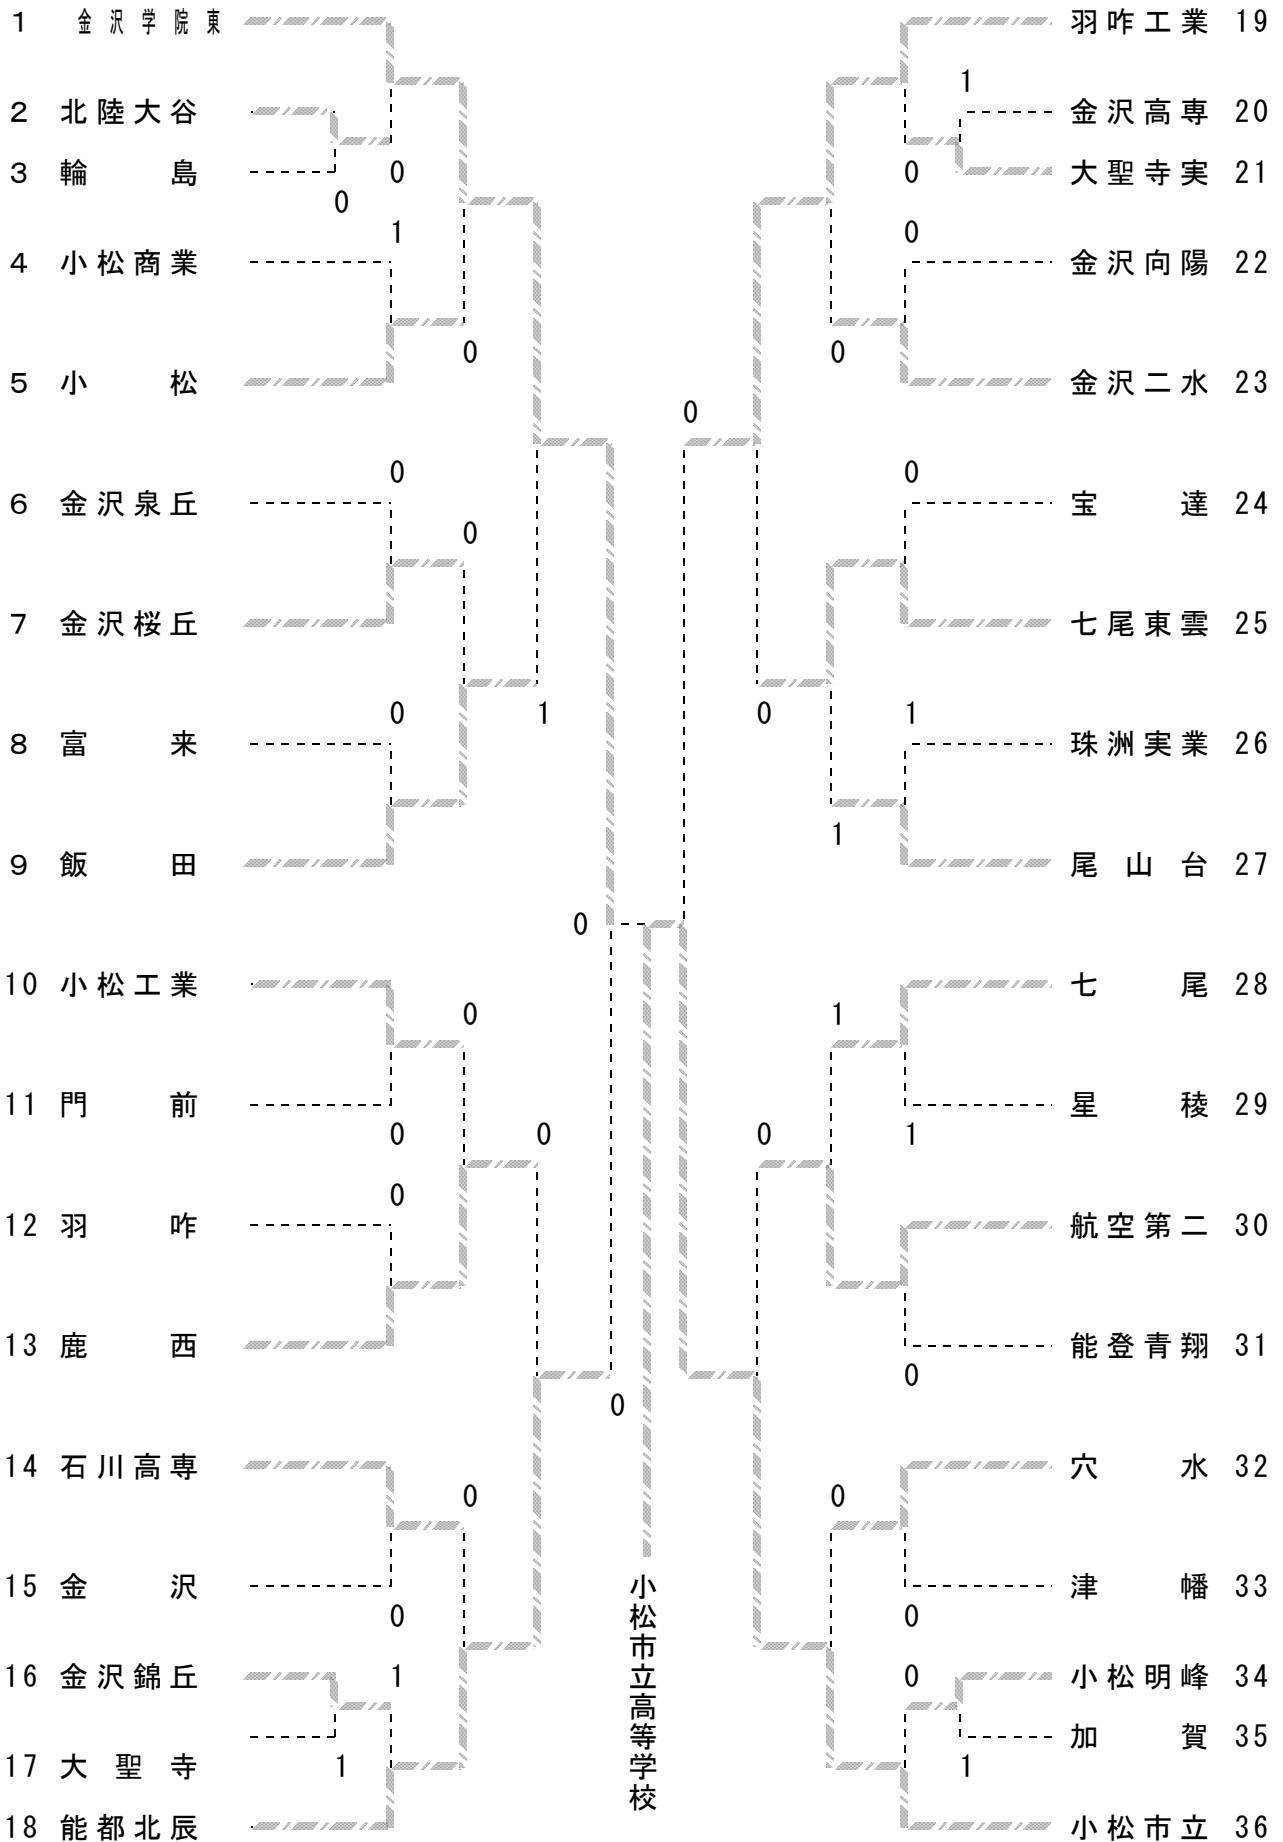 1 金沢学院東
2 北陸大谷
3 輪島
0
0
1
4 小松商業
0
5 小松
0
6 金沢泉丘
0
7 金沢桜丘
0
1
8 富来
9 飯田
0
10 小松工業
0
11 門前
0
0
0
12 羽咋
13 鹿西
0
14 石川高専
0
15 金沢
0
16 金沢錦丘
1
17 大聖寺
1
18 能都北辰
小松市立高等学校
羽咋工業 19
1
金沢高専 20
0
大聖寺実 21
0
金沢向陽 22
0
金沢二水 23
0
0
宝達 24
七尾東雲 25
0
1
珠洲実業 26
1
尾山台 27
七尾 28
1
星稜 29
0
1
航空第二 30
能登青翔 31
0
穴水 32
0
津幡 33
0
0
小松明峰 34
加賀 35
1
小松市立 36